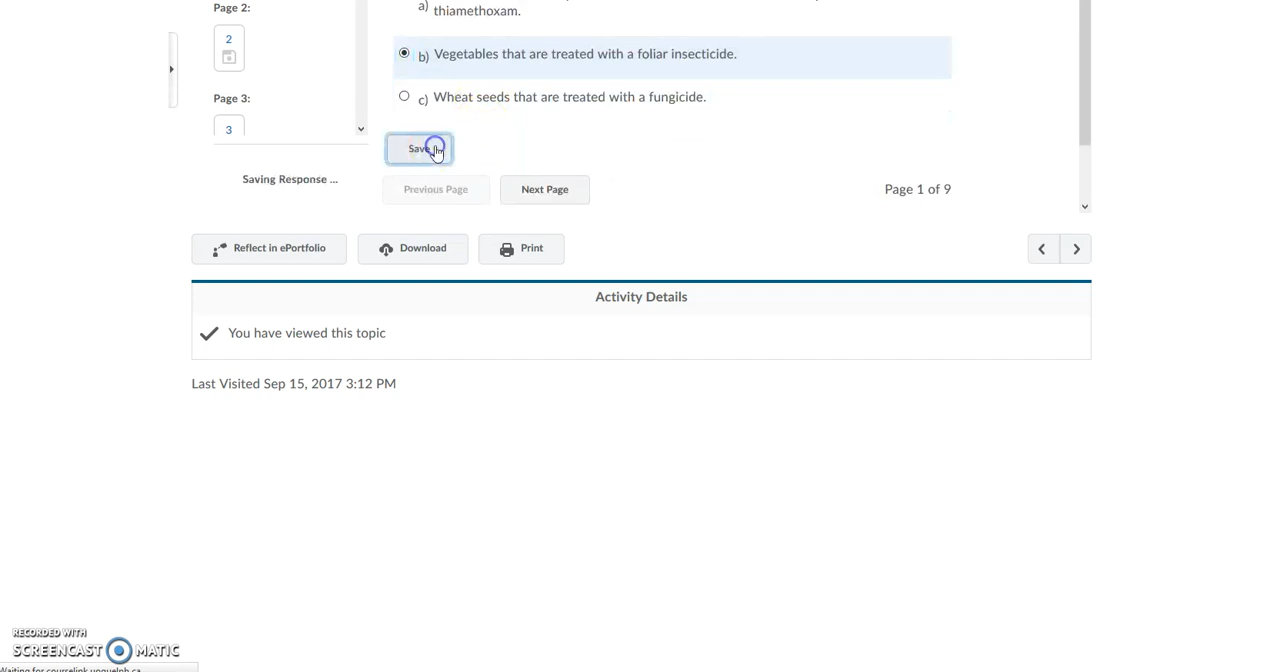 Page 2:
a)
thiamethoxam.
2
b) Vegetables that are treated with a foliar insecticide.
Page 3:
c) Wheat seeds that are treated with a fungicide.
3
Save
Saving Response ...
Previous Page
Next Page
Page 1 of 9
Reflect in ePortfolio
Download
Print
Activity Details
You have viewed this topic
Last Visited Sep 15, 2017 3:12 PM
RECORDED WITH
SCREENCAST MATIC
Waiting for courselink.uoguelph.ca